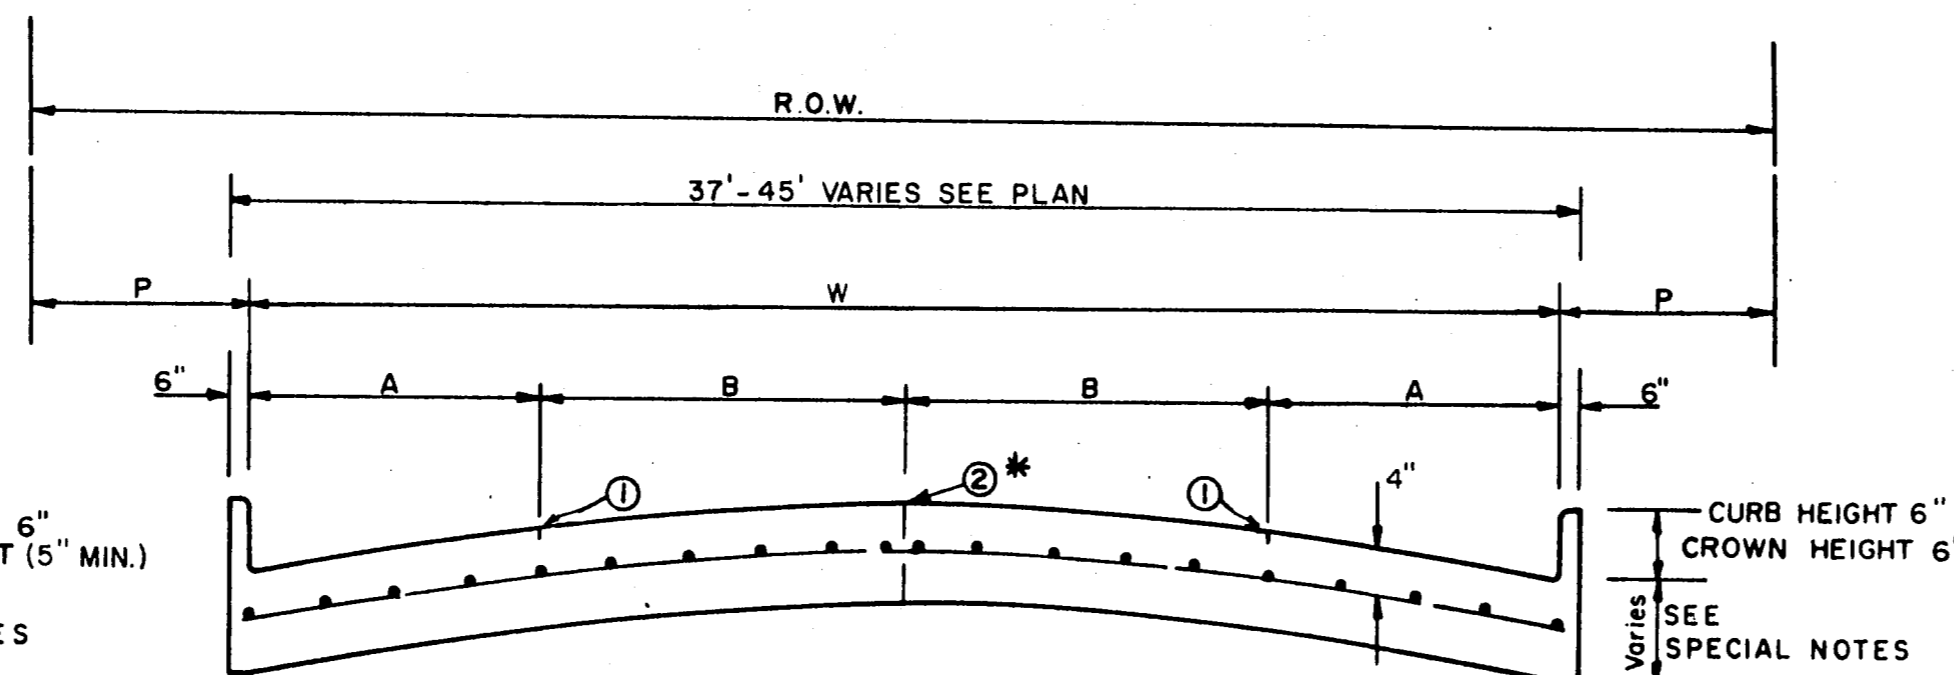 R.O.W.
37'-45' VARIES SEE PLAN
P
W
P
6"
A
B
B
A
6"
① ② * ① 4"
6"
T (5" MIN.)
CURB HEIGHT 6"
CROWN HEIGHT 6"
ES
Varies
SEE
SPECIAL NOTES